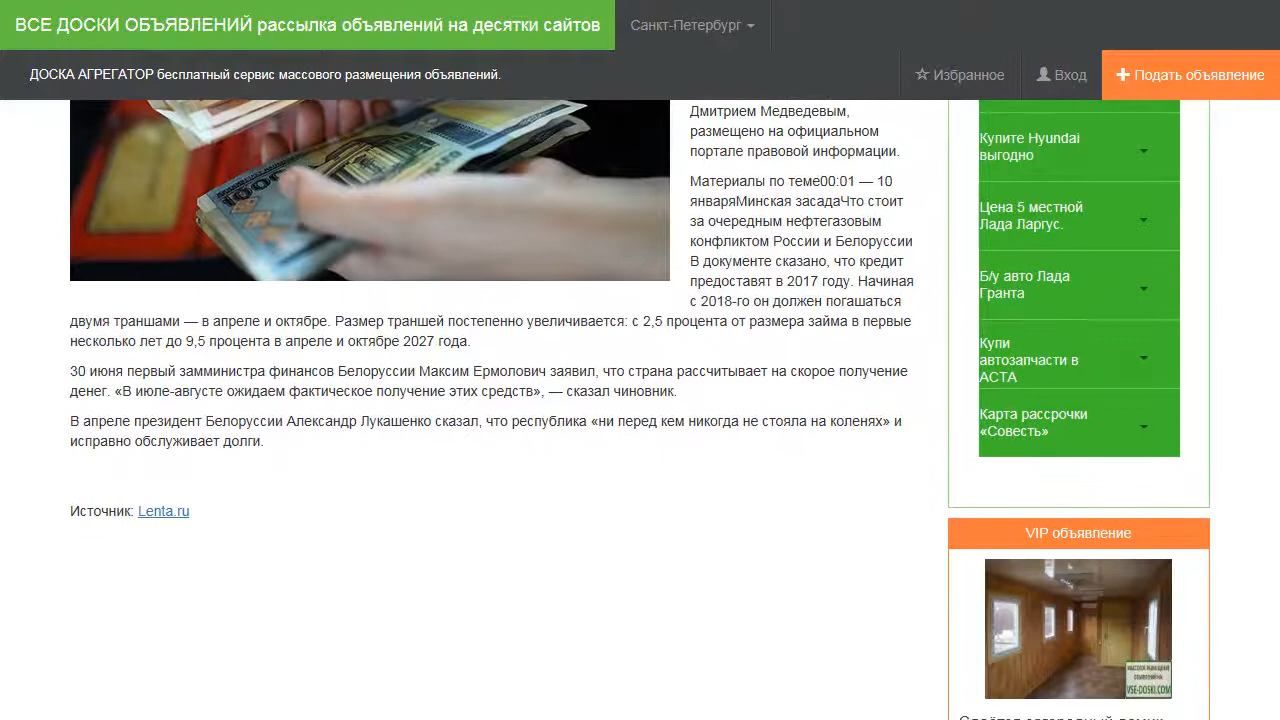 ВСЕ ДОСКИ ОБЪЯВЛЕНИЙ рассылка объявлений на десятки сайтов
Санкт-Петербург
ДОСКА АГРЕГАТОР бесплатный сервис массового размещения объявлений.
Избранное
Вход
Подать объявление
Дмитрием Медведевым,
размещено на официальном
портале правовой информации.
Материалы по теме00:01 — 10
январяМинская засадаЧто стоит
за очередным нефтегазовым
конфликтом России и Белоруссии
В документе сказано, что кредит
предоставят в 2017 году. Начиная
с 2018-го он должен погашаться
двумя траншами — в апреле и октябре. Размер траншей постепенно увеличивается: с 2,5 процента от размера займа в первые
несколько лет до 9,5 процента в апреле и октябре 2027 года.
30 июня первый замминистра финансов Белоруссии Максим Ермолович заявил, что страна рассчитывает на скорое получение
денег. «В июле-августе ожидаем фактическое получение этих средств», — сказал чиновник.
В апреле президент Белоруссии Александр Лукашенко сказал, что республика «ни перед кем никогда не стояла на коленях» и
исправно обслуживает долги.
Источник: Lenta.ru
Купите Hyundai
выгодно
Цена 5 местной
Лада Ларгус.
Б/у авто Лада
Гранта
Купи
автозапчасти в
АСТА
Карта рассрочки
«Совесть»
VIP объявление
МАССОВОЕ РАЗМЕЩЕНИЕ
ОБЪЯВЛЕНИЙ НА
VSE-DOSKI.COM